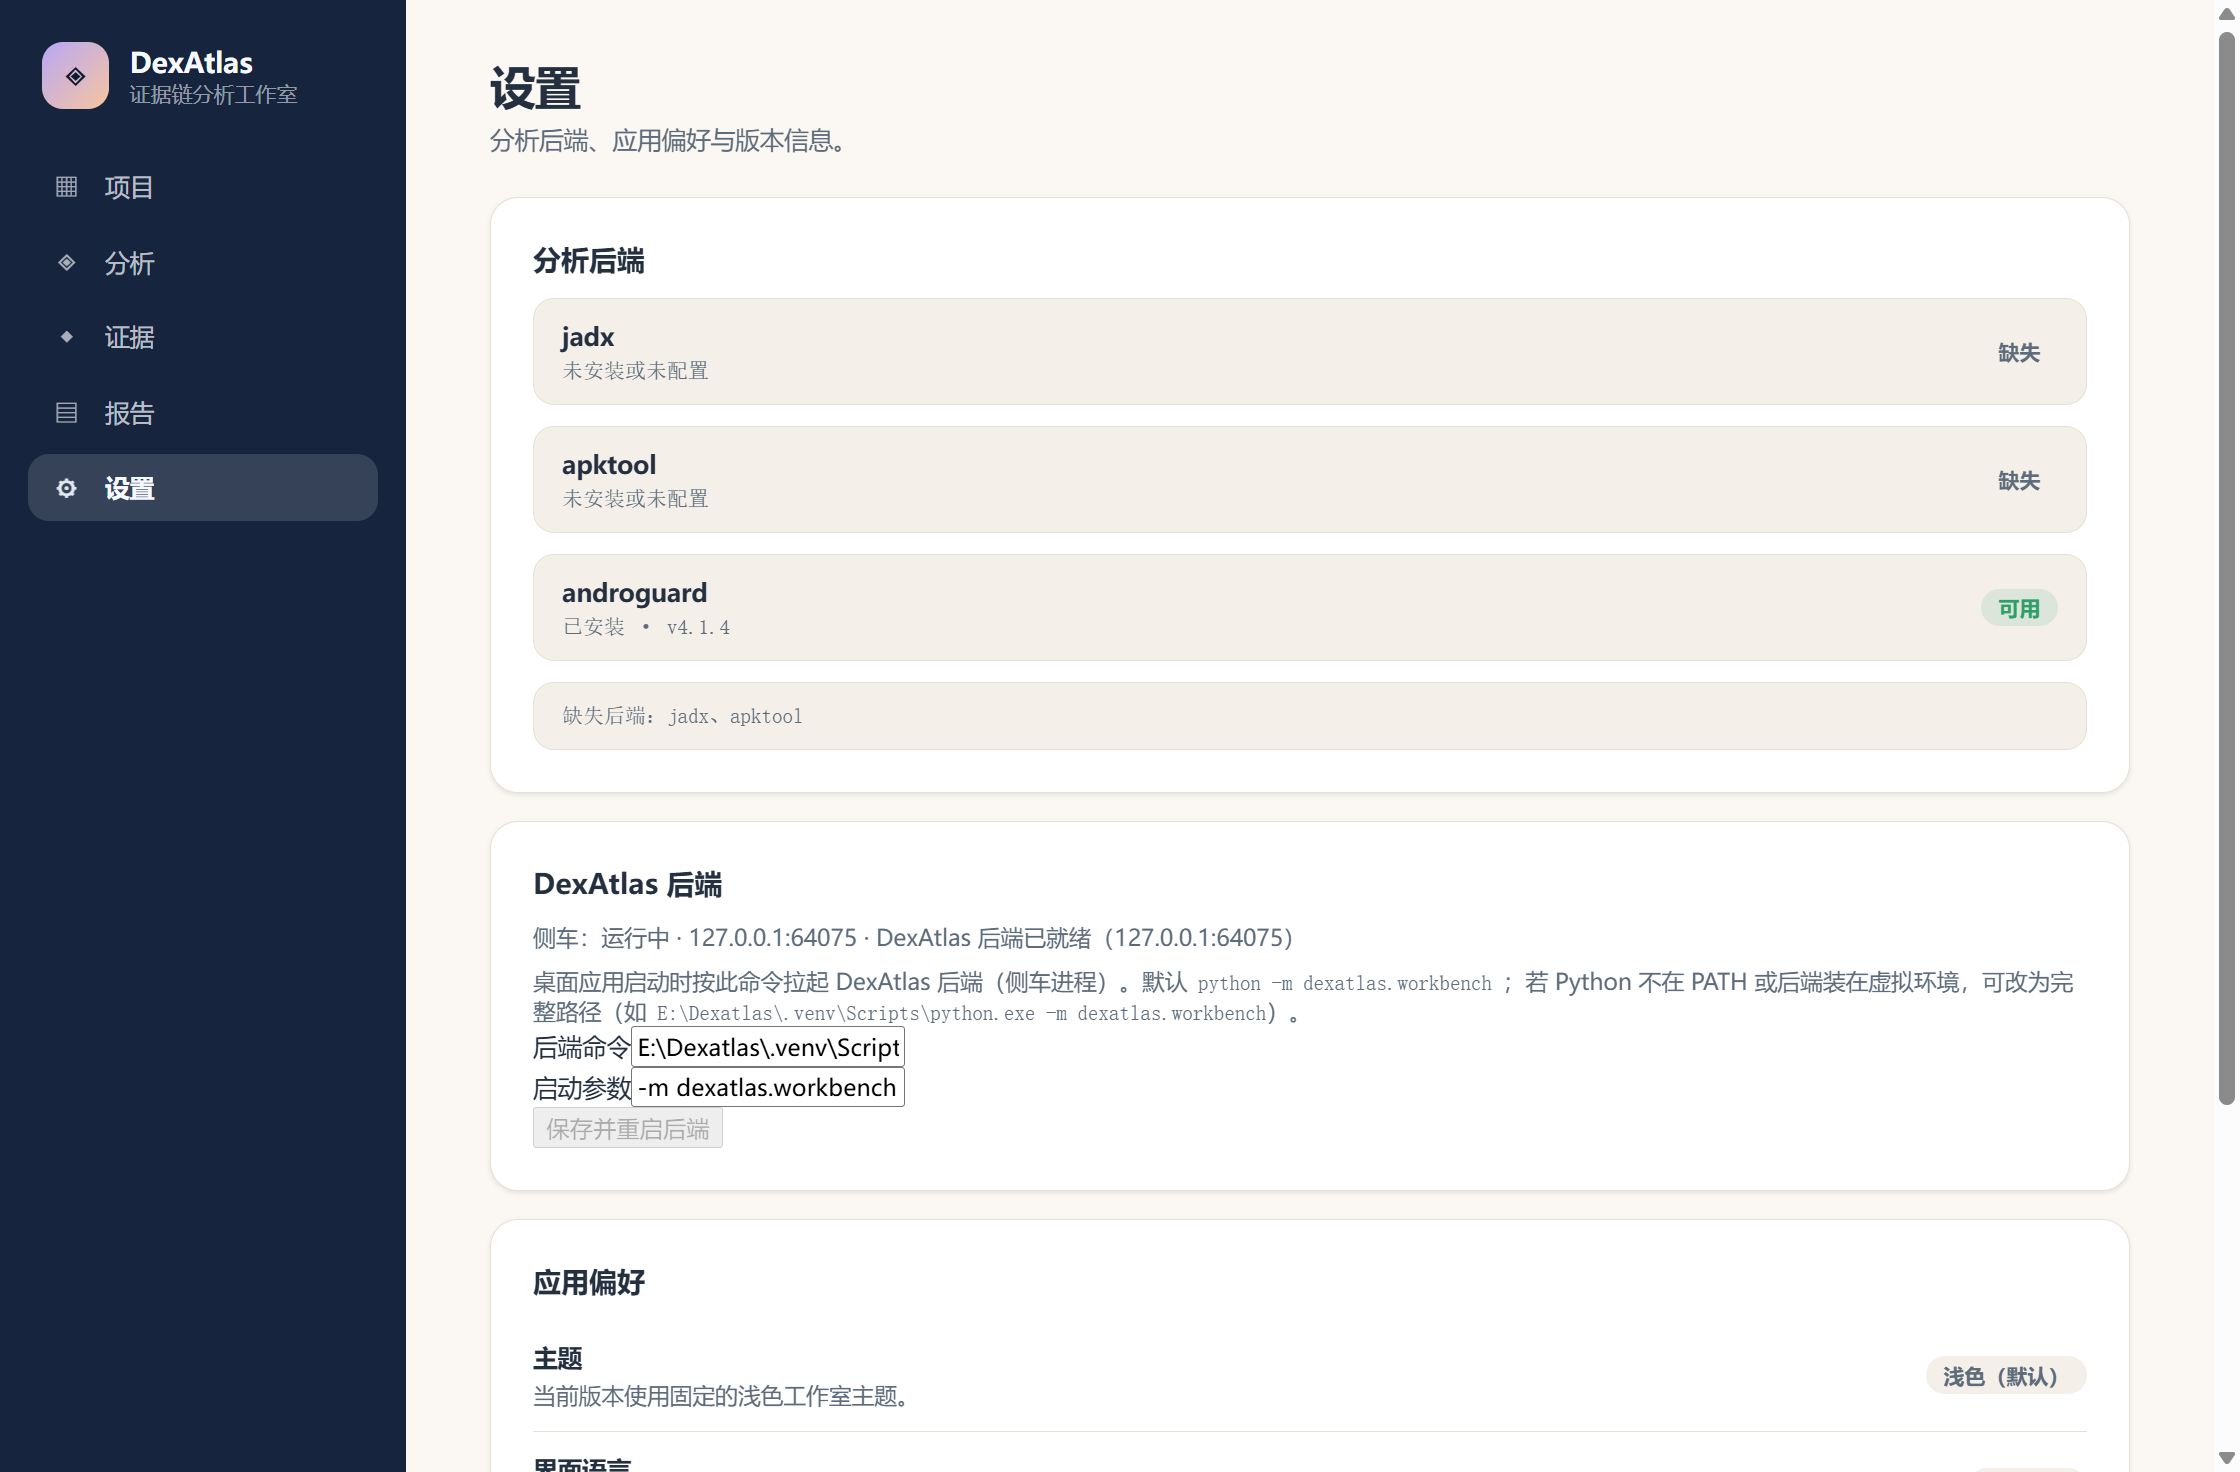 DexAtlas
证据链分析工作室
项目
分析
证据
报告
设置
设置
分析后端、应用偏好与版本信息。
分析后端
jadx
未安装或未配置
缺失
apktool
未安装或未配置
缺失
androguard
已安装 • v4.1.4
可用
缺失后端：jadx、apktool
DexAtlas 后端
侧车：运行中 · 127.0.0.1:64075 · DexAtlas 后端已就绪（127.0.0.1:64075）
桌面应用启动时按此命令拉起 DexAtlas 后端（侧车进程）。默认 python -m dexatlas.workbench ；若 Python 不在 PATH 或后端装在虚拟环境，可改为完
整路径（如 E:\Dexatlas\.venv\Scripts\python.exe -m dexatlas.workbench）。
后端命令 E:\Dexatlas\.venv\Script
启动参数 -m dexatlas.workbench
保存并重启后端
应用偏好
主题
当前版本使用固定的浅色工作室主题。
浅色（默认）
界面语言